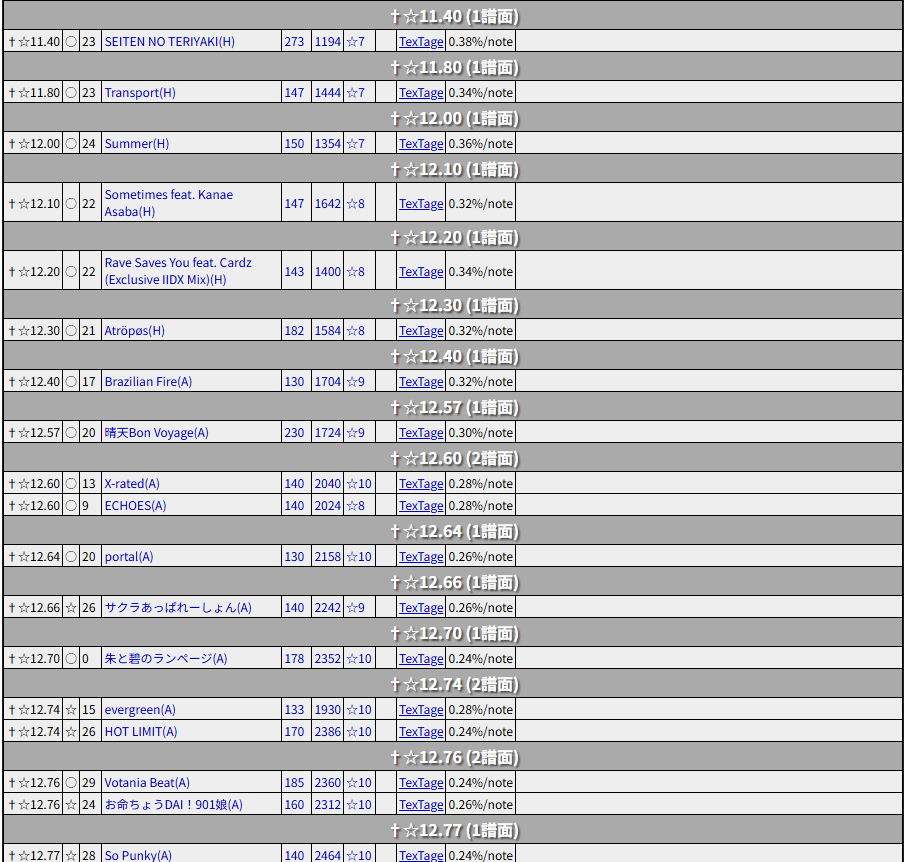 †☆11.40 (1譜面)
†☆11.40 ○ 23 SEITEN NO TERIYAKI(H) 273 1194 ☆7 TexTage 0.38%/note
†☆11.80 (1譜面)
†☆11.80 ○ 23 Transport(H) 147 1444 ☆7 TexTage 0.34%/note
†☆12.00 (1譜面)
†☆12.00 ○ 24 Summer(H) 150 1354 ☆7 TexTage 0.36%/note
†☆12.10 (1譜面)
†☆12.10 ○ 22 Sometimes feat. Kanae
Asaba(H) 147 1642 ☆8 TexTage 0.32%/note
†☆12.20 (1譜面)
†☆12.20 ○ 22 Rave Saves You feat. Cardz
(Exclusive IIDX Mix)(H) 143 1400 ☆8 TexTage 0.34%/note
†☆12.30 (1譜面)
†☆12.30 ○ 21 Atröpøs(H) 182 1584 ☆8 TexTage 0.32%/note
†☆12.40 (1譜面)
†☆12.40 ○ 17 Brazilian Fire(A) 130 1704 ☆9 TexTage 0.32%/note
†☆12.57 (1譜面)
†☆12.57 ○ 20 晴天Bon Voyage(A) 230 1724 ☆9 TexTage 0.30%/note
†☆12.60 (2譜面)
†☆12.60 ○ 13 X-rated(A) 140 2040 ☆10 TexTage 0.28%/note
†☆12.60 ○ 9 ECHOES(A) 140 2024 ☆8 TexTage 0.28%/note
†☆12.64 (1譜面)
†☆12.64 ○ 20 portal(A) 130 2158 ☆10 TexTage 0.26%/note
†☆12.66 (1譜面)
†☆12.66 ☆ 26 サクラあっぱれーしょん(A) 140 2242 ☆9 TexTage 0.26%/note
†☆12.70 (1譜面)
†☆12.70 ○ 0 朱と碧のランページ(A) 178 2352 ☆10 TexTage 0.24%/note
†☆12.74 (2譜面)
†☆12.74 ☆ 15 evergreen(A) 133 1930 ☆10 TexTage 0.28%/note
†☆12.74 ☆ 26 HOT LIMIT(A) 170 2386 ☆10 TexTage 0.24%/note
†☆12.76 (2譜面)
†☆12.76 ○ 29 Votania Beat(A) 185 2360 ☆10 TexTage 0.24%/note
†☆12.76 ☆ 24 お命ちょうDAI！901娘(A) 160 2312 ☆10 TexTage 0.26%/note
†☆12.77 (1譜面)
†☆12.77 ☆ 28 So Punky(A) 140 2464 ☆10 TexTage 0.24%/note